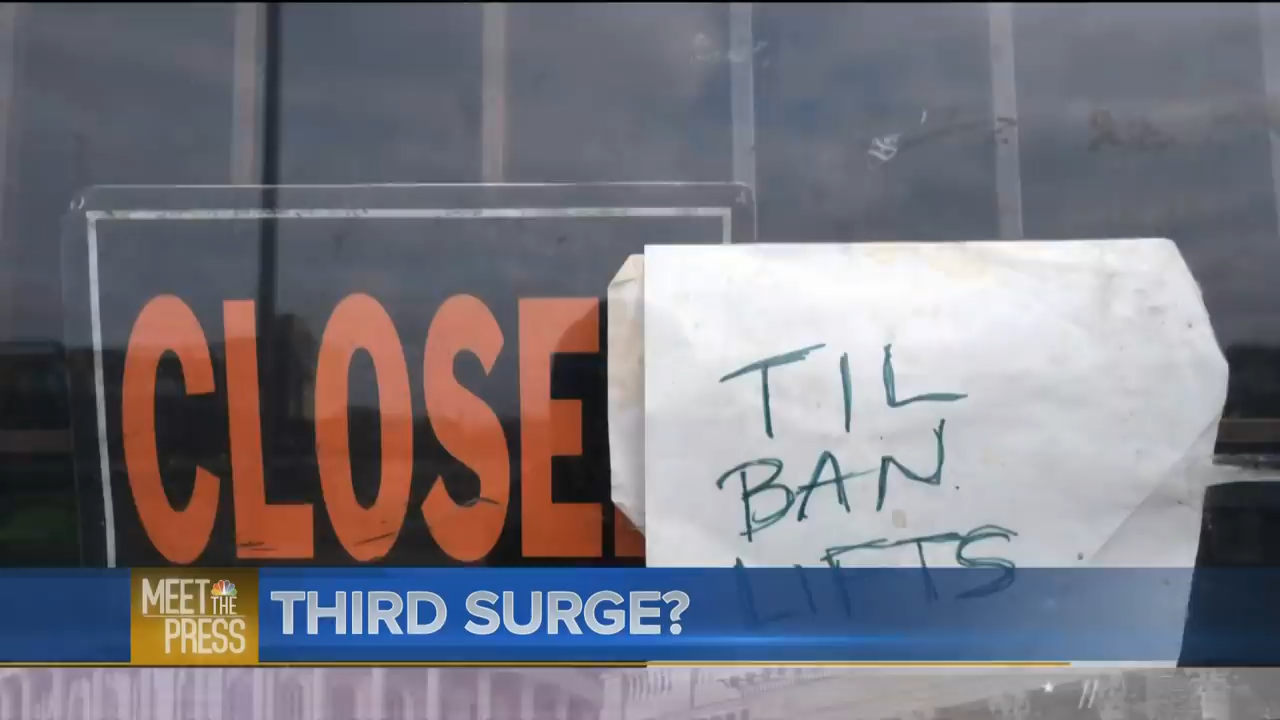 CLOSE
TIL
BAN
LIFTS
MEET
THE
PRESS
THIRD SURGE?